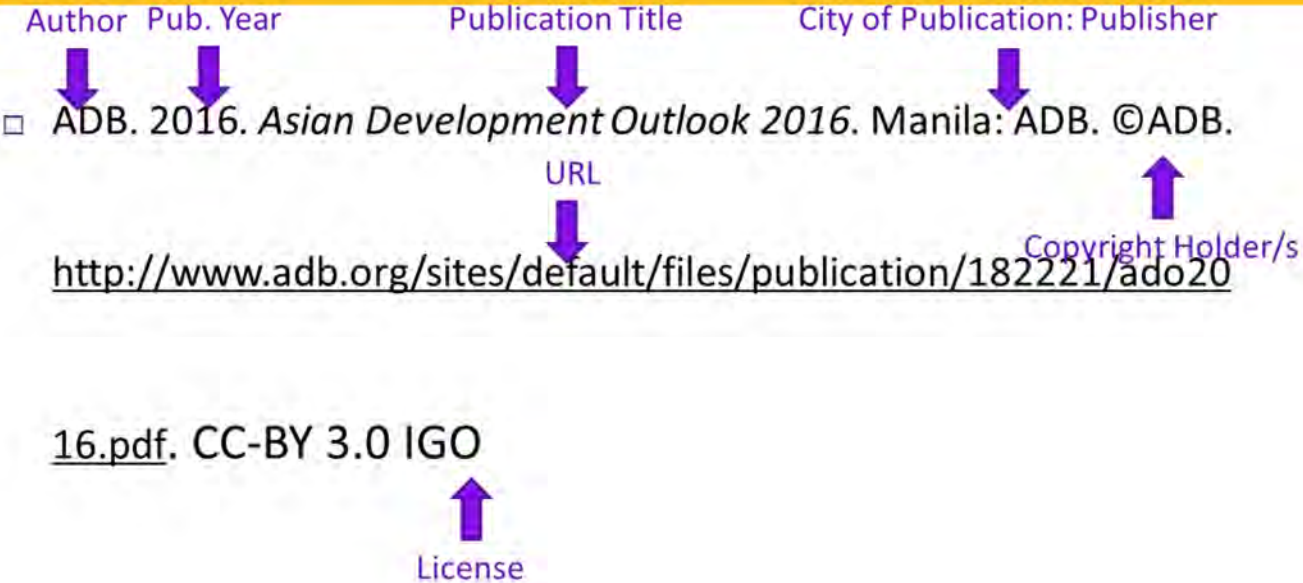 Author Pub. Year Publication Title City of Publication: Publisher
ADB. 2016. Asian Development Outlook 2016. Manila: ADB. ©ADB.
URL
Copyright Holder/s
http://www.adb.org/sites/default/files/publication/182221/ado20
16.pdf. CC-BY 3.0 IGO
License